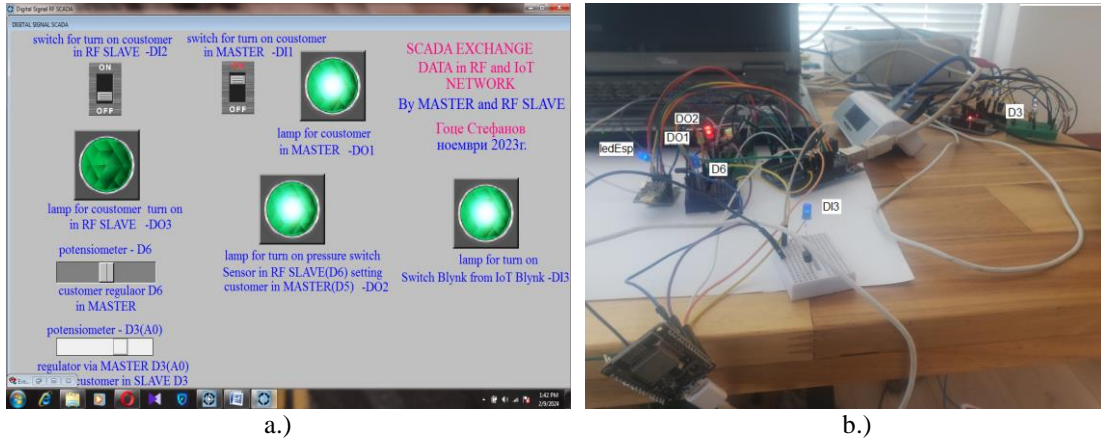 Digital Signal RF SCADA
DIGITAL SIGNAL SCADA
switch for turn on coustomer
in RF SLAVE -DI2
ON
OFF
switch for turn on coustomer
in MASTER -DI1
OFF
lamp for coustomer
in MASTER -DO1
SCADA EXCHANGE
DATA in RF and IoT
NETWORK
By MASTER and RF SLAVE
Гоце Стефанов
ноември 2023г.
lamp for coustomer turn on
in RF SLAVE -DO3
lamp for turn on pressure switch
Sensor in RF SLAVE(D6) setting
customer in MASTER(D5) -DO2
lamp for turn on
Switch Blynk from IoT Blynk -DI3
potensiometer - D6
customer regulaor D6
in MASTER
potensiometer - D3(A0)
regulator via MASTER D3(A0)
customer in SLAVE D3
1:42 PM
2/9/2024
a.)
ledEsp
DO2
DO1
D6
DI3
D3
b.)